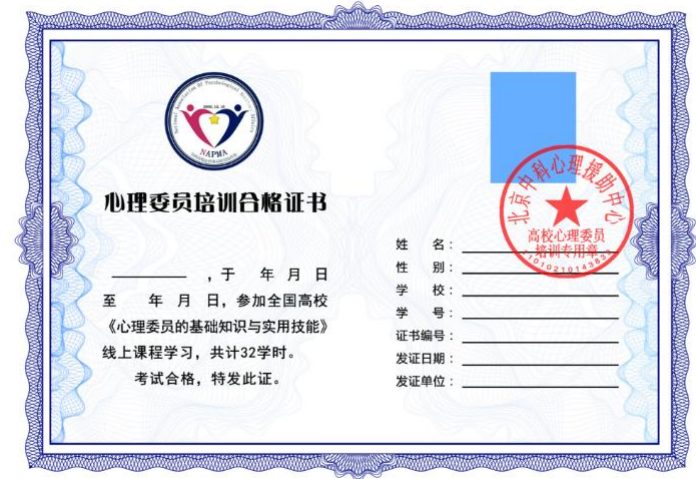 2005.12.10
NAPMA
心理委员培训合格证书
，于 年 月 日
至 年 月 日，参加全国高校
《心理委员的基础知识与实用技能》
线上课程学习，共计32学时。
考试合格，特发此证。
北京中科心理援助中心
高校心理委员
培训专用章
姓 名：
性 别：
学 校：
学 号：
证书编号：
发证日期：
发证单位：